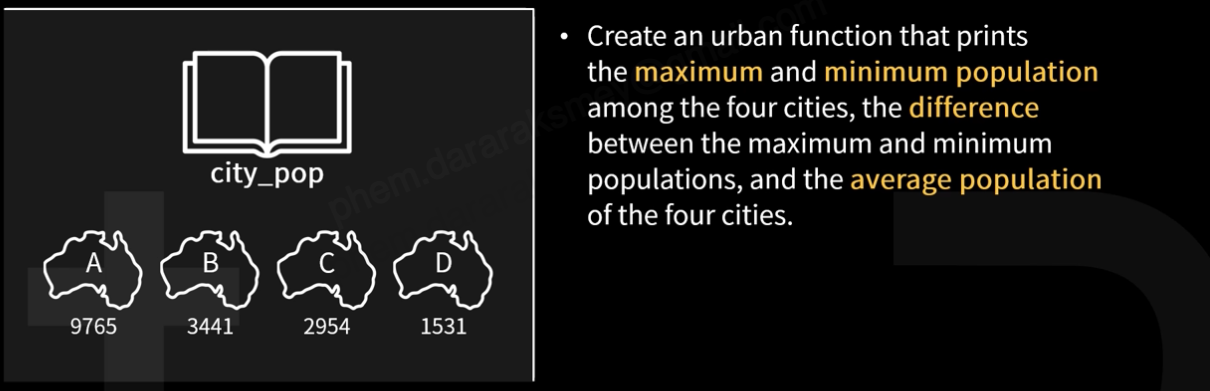 city_pop
A B C D
9765 3441 2954 1531
• Create an urban function that prints
the maximum and minimum population
among the four cities, the difference
between the maximum and minimum
populations, and the average population
of the four cities.